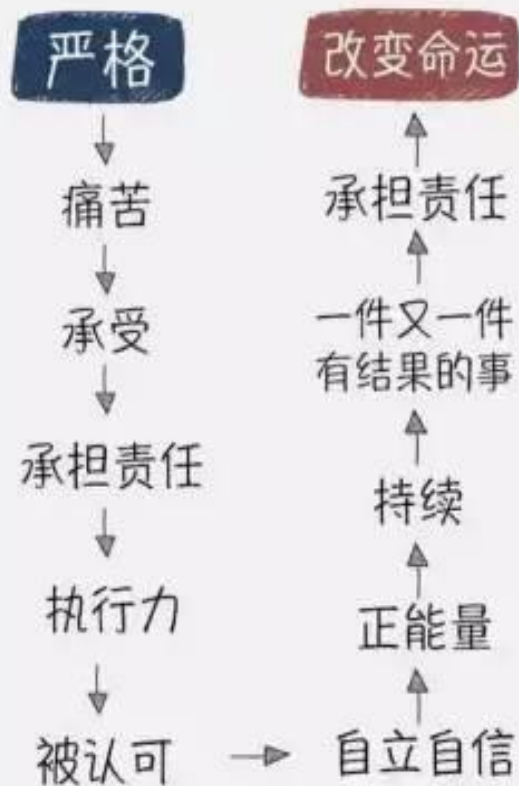 严格
痛苦
承受
承担责任
执行力
被认可
自立自信
正能量
持续
一件又一件
有结果的事
承担责任
改变命运